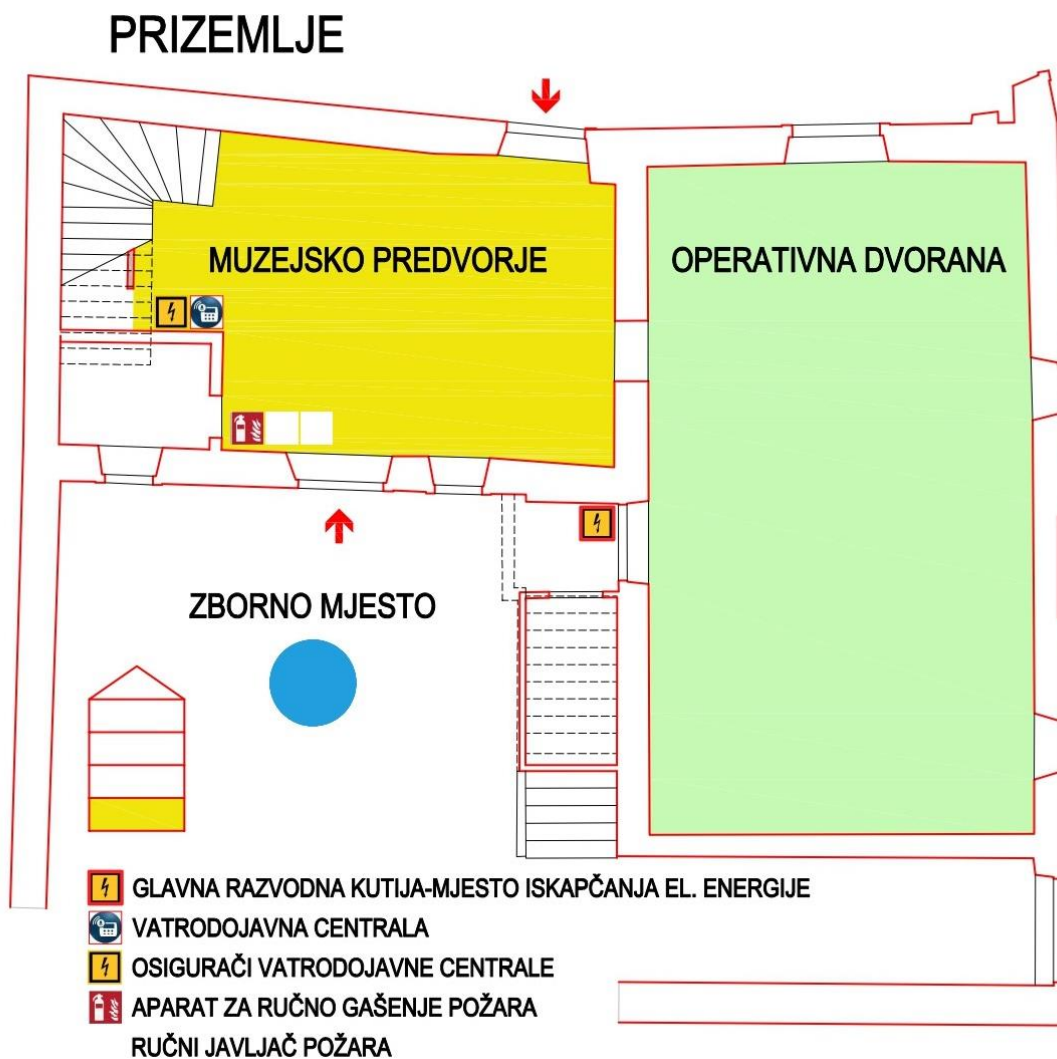 PRIZEMLJE
MUZEJSKO PREDVORJE
OPERATIVNA DVORANA
ZBORNO MJESTO
GLAVNA RAZVODNA KUTIJA-MJESTO ISKAPČANJA EL. ENERGIJE
VATRODOJAVNA CENTRALA
OSIGURAČI VATRODOJAVNE CENTRALE
APARAT ZA RUČNO GAŠENJE POŽARA
RUČNI JAVLJAČ POŽARA